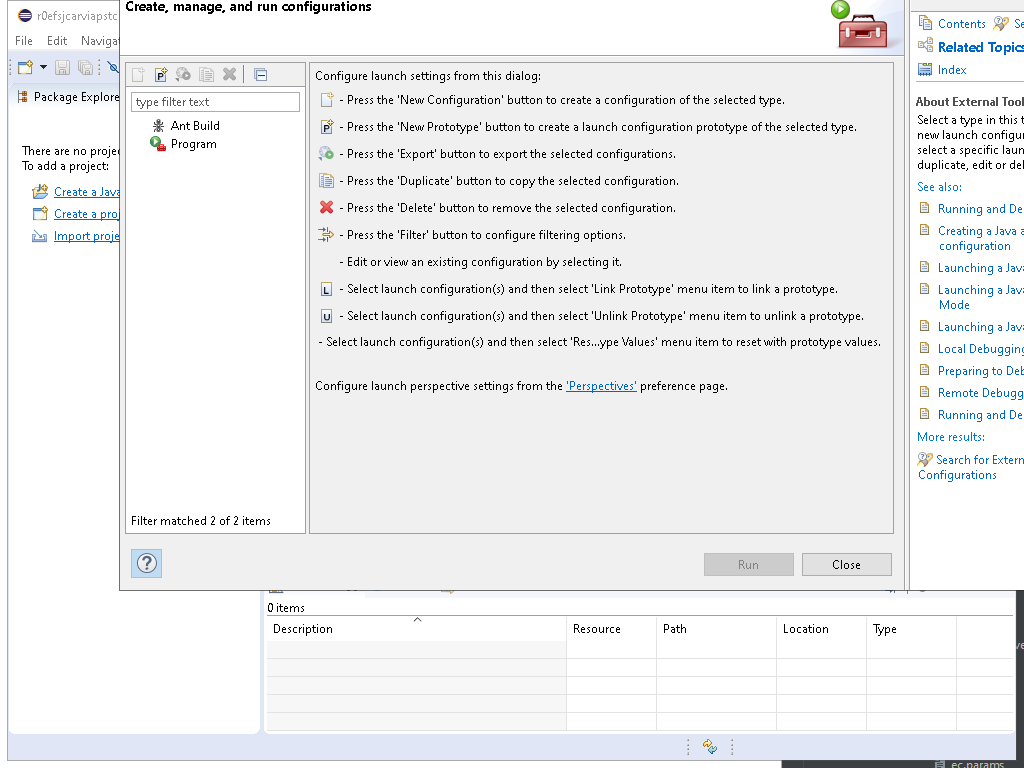 r0efsjcarviapstc
File Edit Navigat
Package Explore
There are no proje
To add a project:
Create a Java
Create a proj
Import proje
Create, manage, and run configurations
type filter text
Ant Build
Program
Filter matched 2 of 2 items
Configure launch settings from this dialog:
- Press the 'New Configuration' button to create a configuration of the selected type.
P - Press the 'New Prototype' button to create a launch configuration prototype of the selected type.
- Press the 'Export' button to export the selected configurations.
- Press the 'Duplicate' button to copy the selected configuration.
- Press the 'Delete' button to remove the selected configuration.
- Press the 'Filter' button to configure filtering options.
- Edit or view an existing configuration by selecting it.
L - Select launch configuration(s) and then select 'Link Prototype' menu item to link a prototype.
U - Select launch configuration(s) and then select 'Unlink Prototype' menu item to unlink a prototype.
- Select launch configuration(s) and then select 'Res...ype Values' menu item to reset with prototype values.
Configure launch perspective settings from the 'Perspectives' preference page.
? Run Close
Contents Se
Related Topics
Index
About External Tool
Select a type in this t
new launch configur
select a specific laun
duplicate, edit or del
See also:
Running and De
Creating a Java a
configuration
Launching a Java
Launching a Java
Mode
Launching a Java
Local Debugging
Preparing to Deb
Remote Debugg
Running and De
More results:
Search for Extern
Configurations
0 items
Description Resource Path Location Type
ec.params